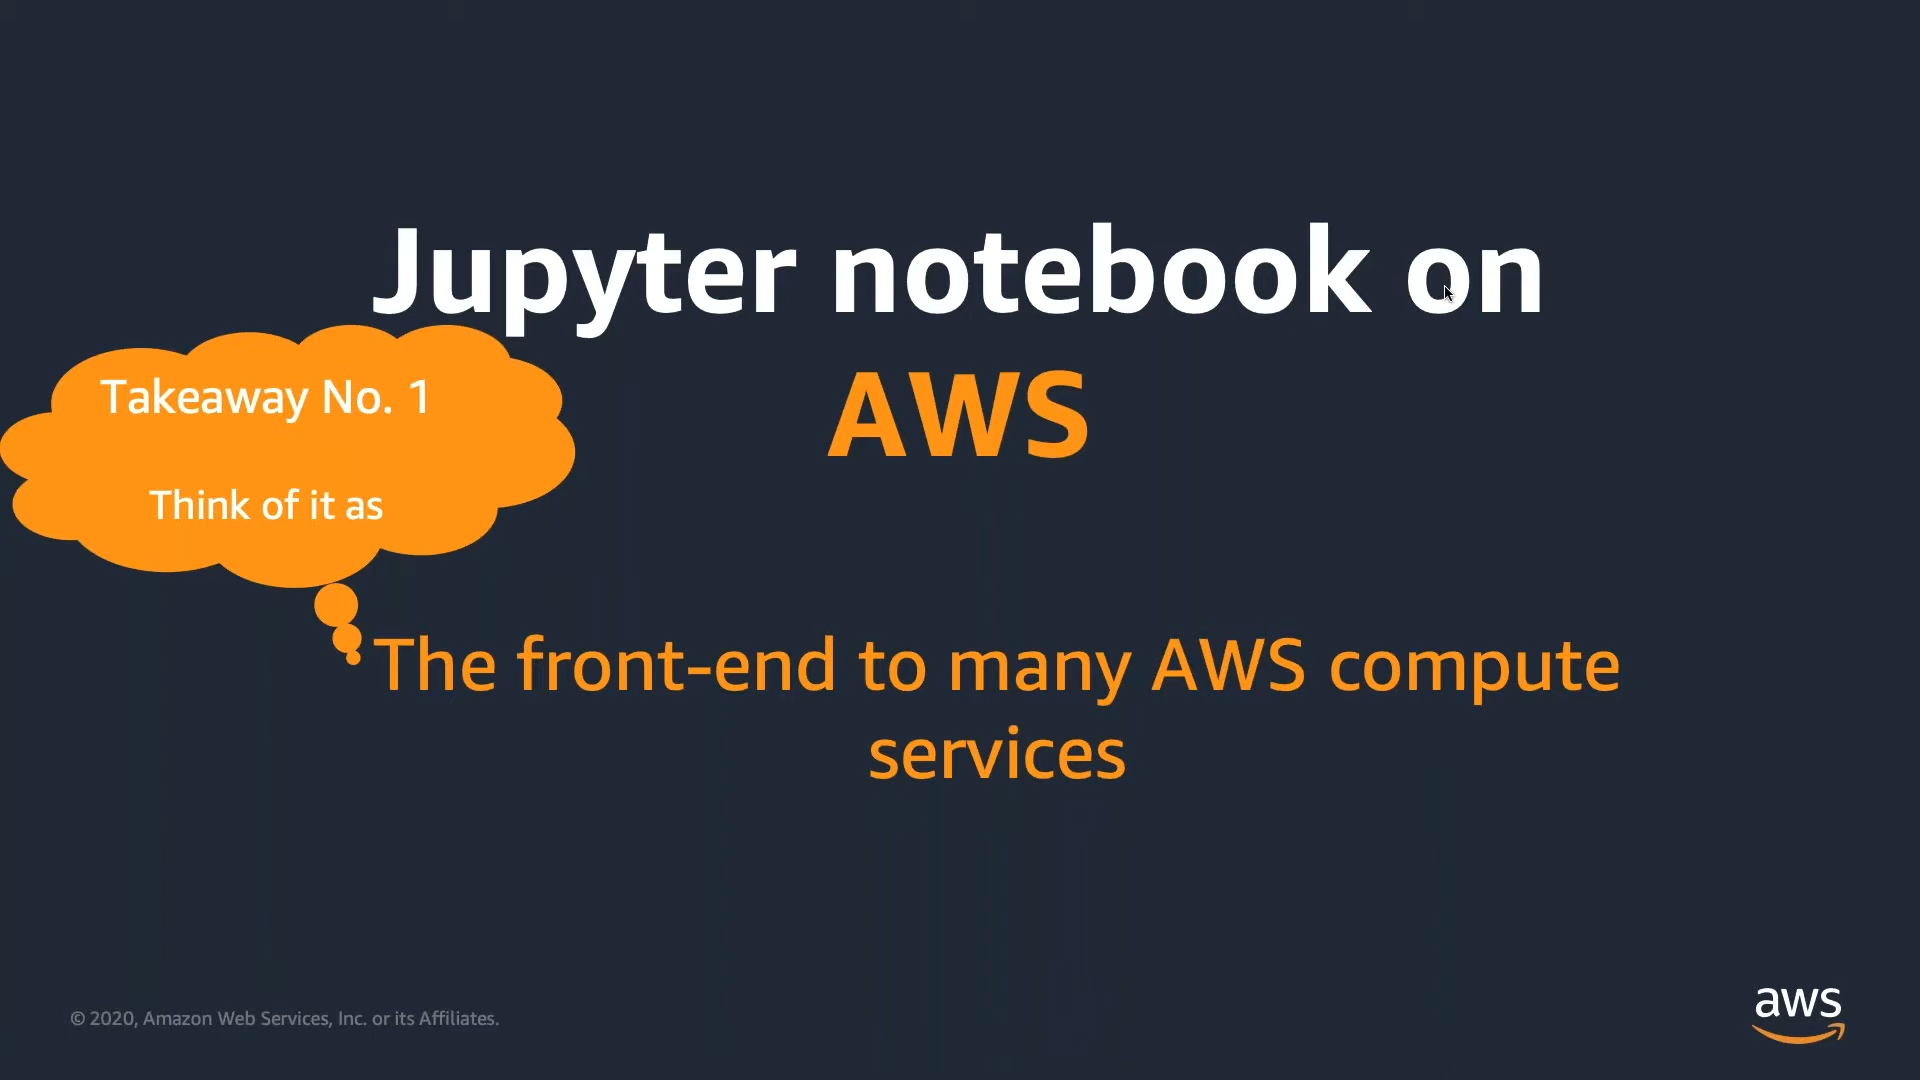 Jupyter notebook on
AWS
Takeaway No. 1
Think of it as
The front-end to many AWS compute
services
© 2020, Amazon Web Services, Inc. or its Affiliates.
aws